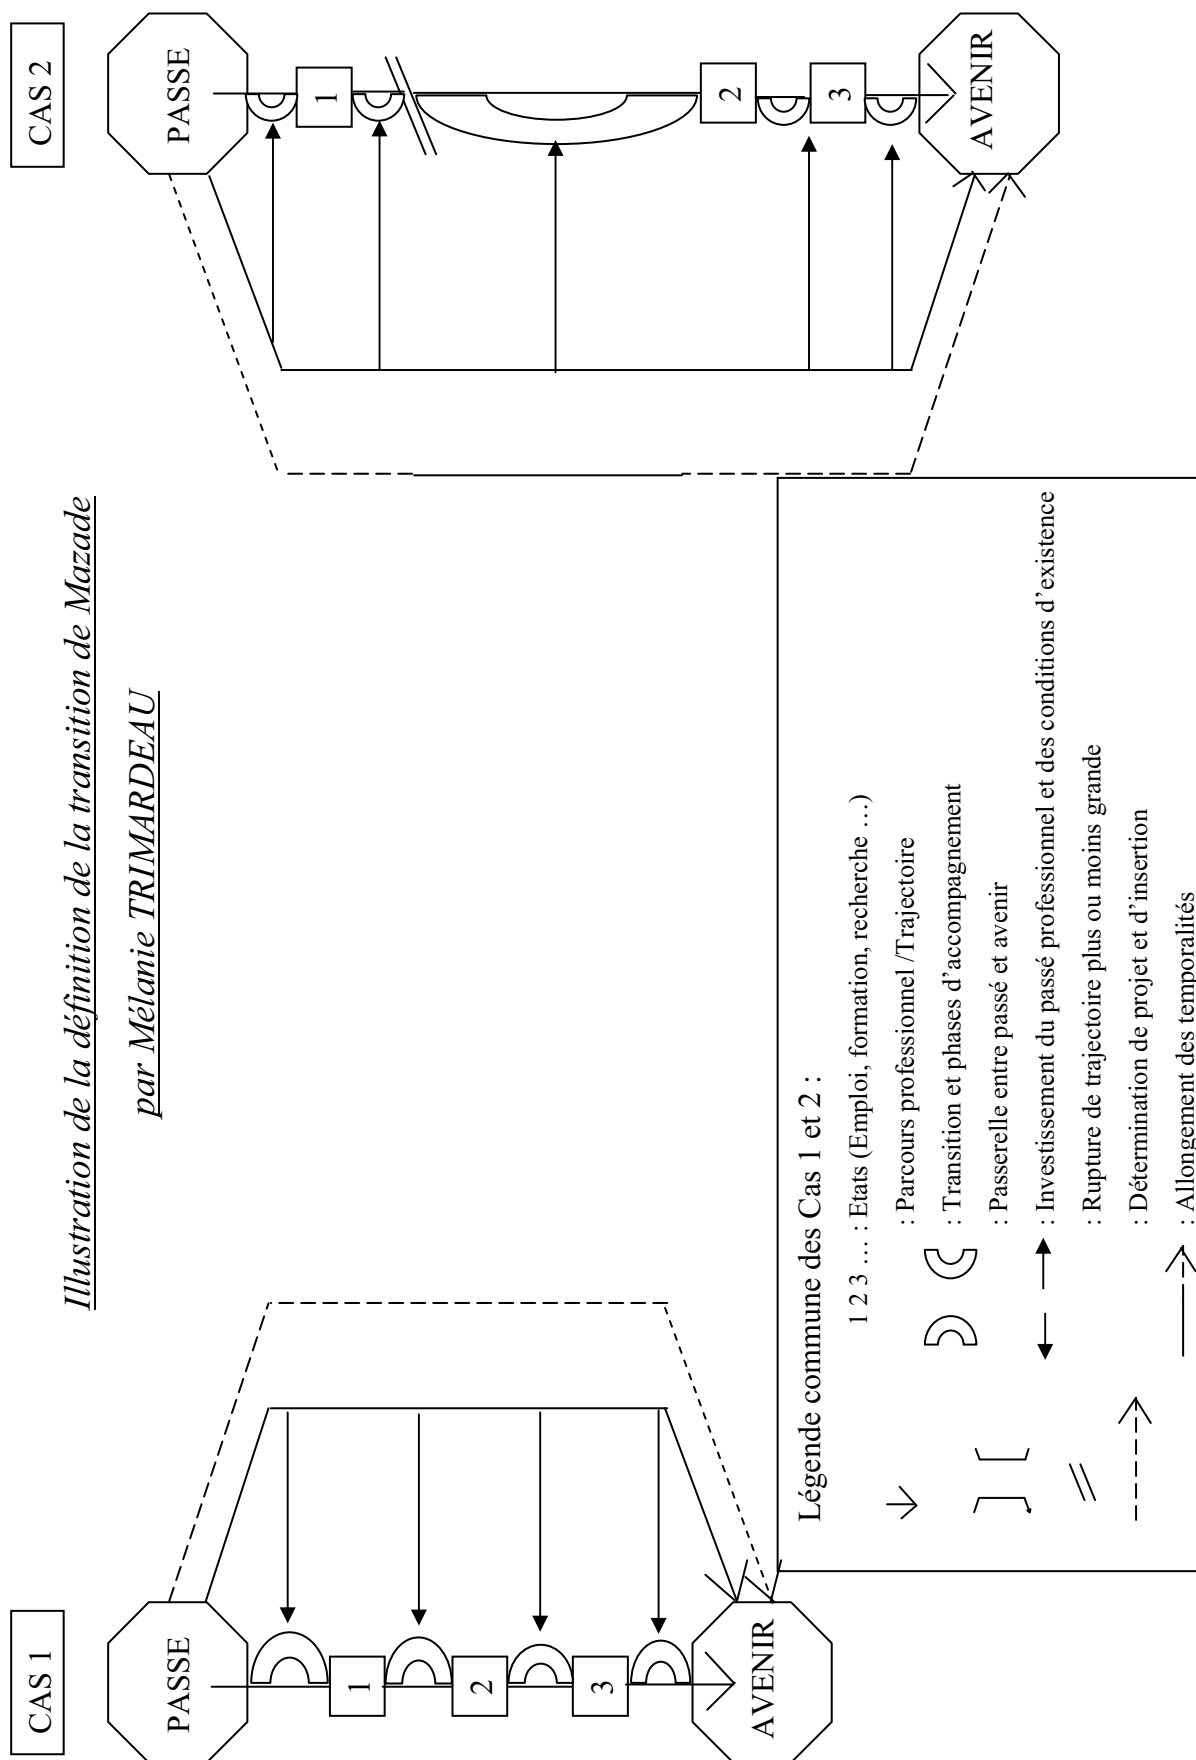 Illustration de la définition de la transition de Mazade
par Mélanie TRIMARDEAU
CAS 1
PASSE
1
2
3
AVENIR
CAS 2
PASSE
1
2
3
AVENIR
Légende commune des Cas 1 et 2 :
1 2 3 … : Etats (Emploi, formation, recherche …)
: Parcours professionnel /Trajectoire
: Transition et phases d’accompagnement
: Passerelle entre passé et avenir
: Investissement du passé professionnel et des conditions d’existence
: Rupture de trajectoire plus ou moins grande
: Détermination de projet et d’insertion
: Allongement des temporalités